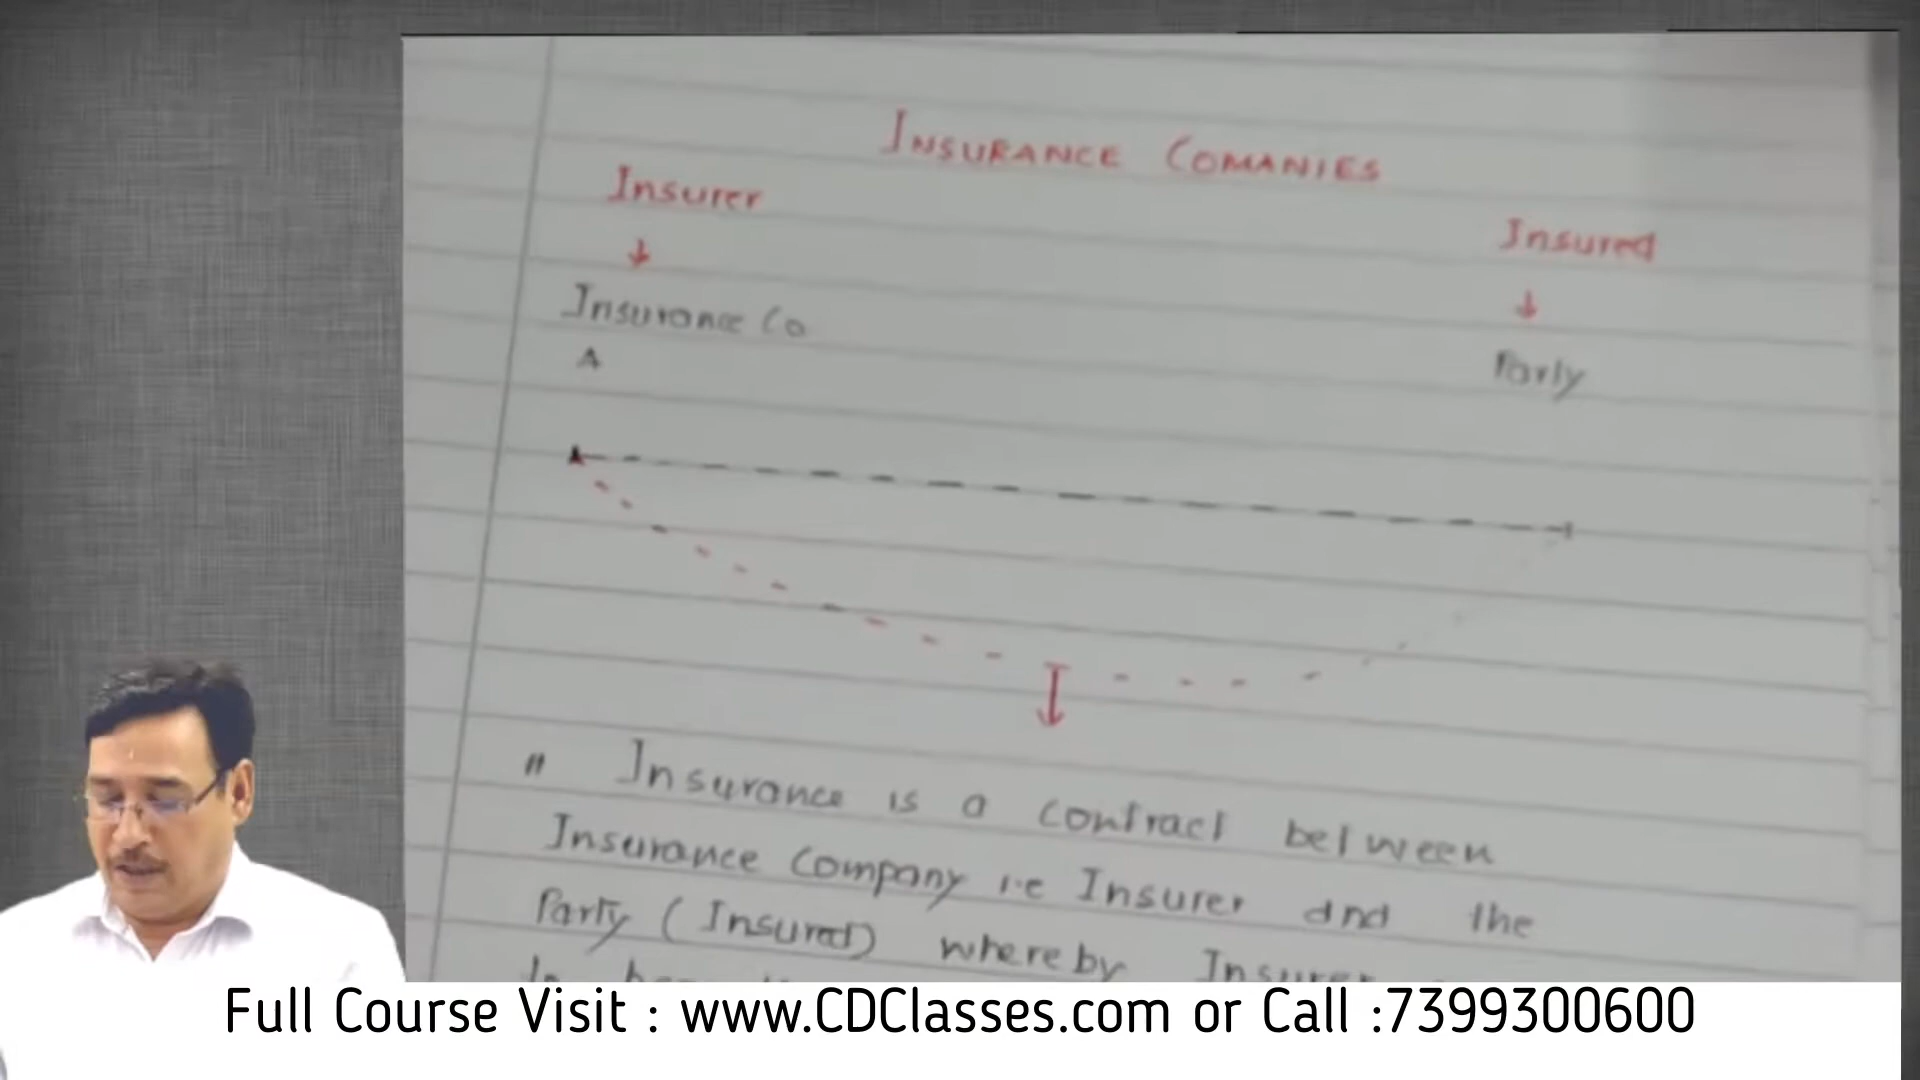 INSURANCE COMANIES
Insurer
Insured
Insurance Co
A
Party
" Insurance is a contract between
Insurance Company i.e Insurer and the
Party (Insured) whereby Insurer
Full Course Visit : www.CDClasses.com or Call :7399300600